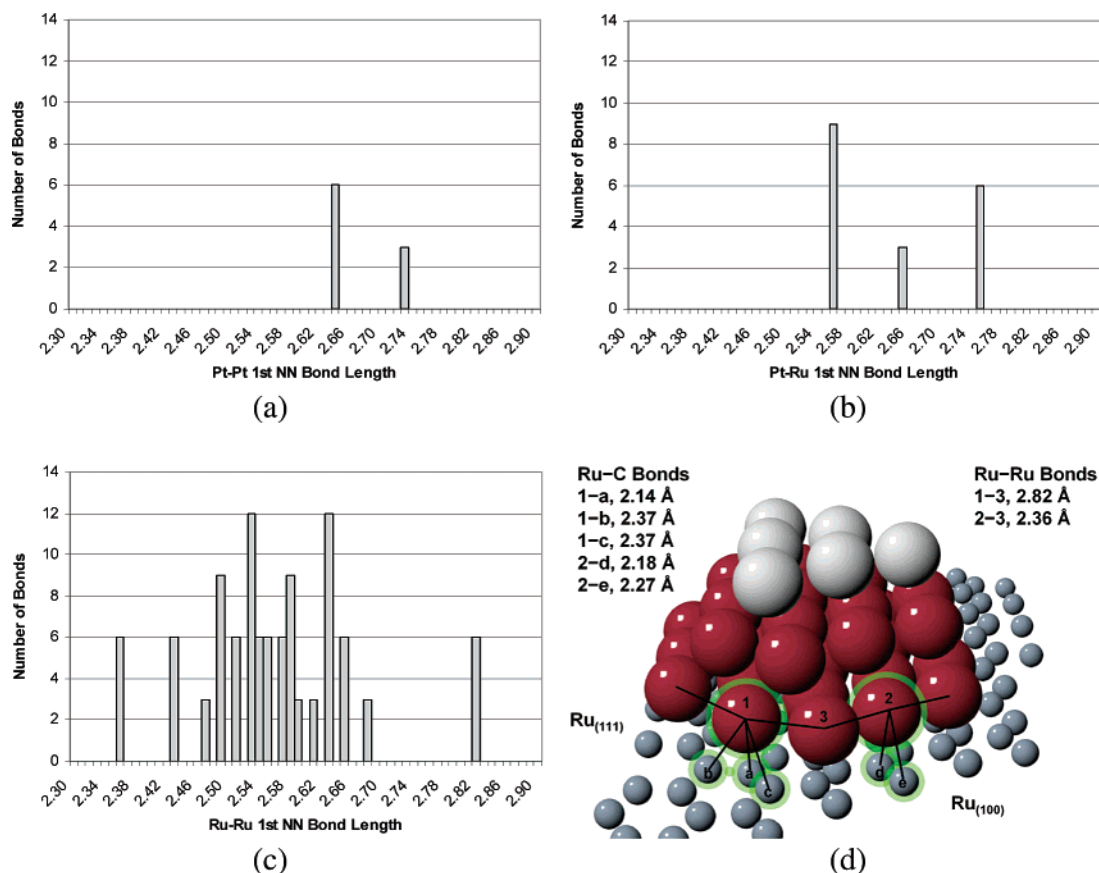 14
12
10
8
6
4
2
0
Number of Bonds
2.30 2.34 2.38 2.42 2.46 2.50 2.54 2.58 2.62 2.66 2.70 2.74 2.78 2.82 2.86 2.90
Pt-Pt 1st NN Bond Length
(a)
14
12
10
8
6
4
2
0
Number of Bonds
2.30 2.34 2.38 2.42 2.46 2.50 2.54 2.58 2.62 2.66 2.70 2.74 2.78 2.82 2.86 2.90
Pt-Ru 1st NN Bond Length
(b)
14
12
10
8
6
4
2
0
Number of Bonds
2.30 2.34 2.38 2.42 2.46 2.50 2.54 2.58 2.62 2.66 2.70 2.74 2.78 2.82 2.86 2.90
Ru-Ru 1st NN Bond Length
(c)
Ru–C Bonds
1–a, 2.14 Å
1–b, 2.37 Å
1–c, 2.37 Å
2–d, 2.18 Å
2–e, 2.27 Å
Ru–Ru Bonds
1–3, 2.82 Å
2–3, 2.36 Å
1
2
3
Ru(111)
b
a
c
d
e
Ru(100)
(d)